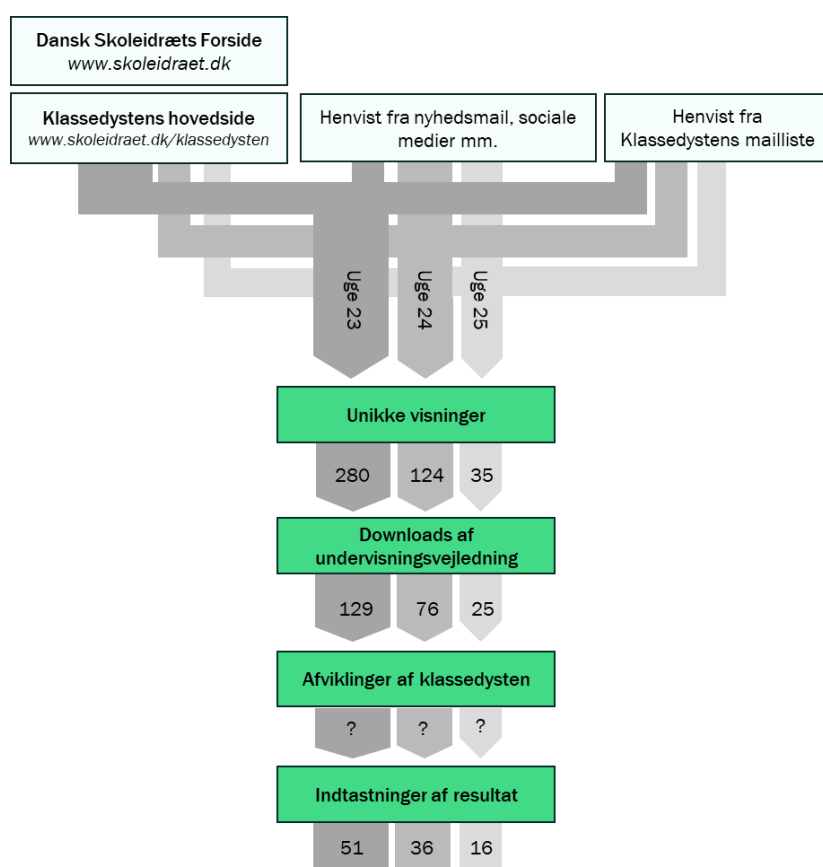 Dansk Skoleidræts Forside
www.skoleidraet.dk
Klassedystens hovedside
www.skoleidraet.dk/klassedysten
Henvist fra nyhedsmail, sociale
medier mm.
Henvist fra
Klassedystens mailliste
Uge 23
Uge 24
Uge 25
Unikke visninger
280 124 35
Downloads af
undervisningsvejledning
129 76 25
Afviklinger af klassedysten
? ? ?
Indtastninger af resultat
51 36 16